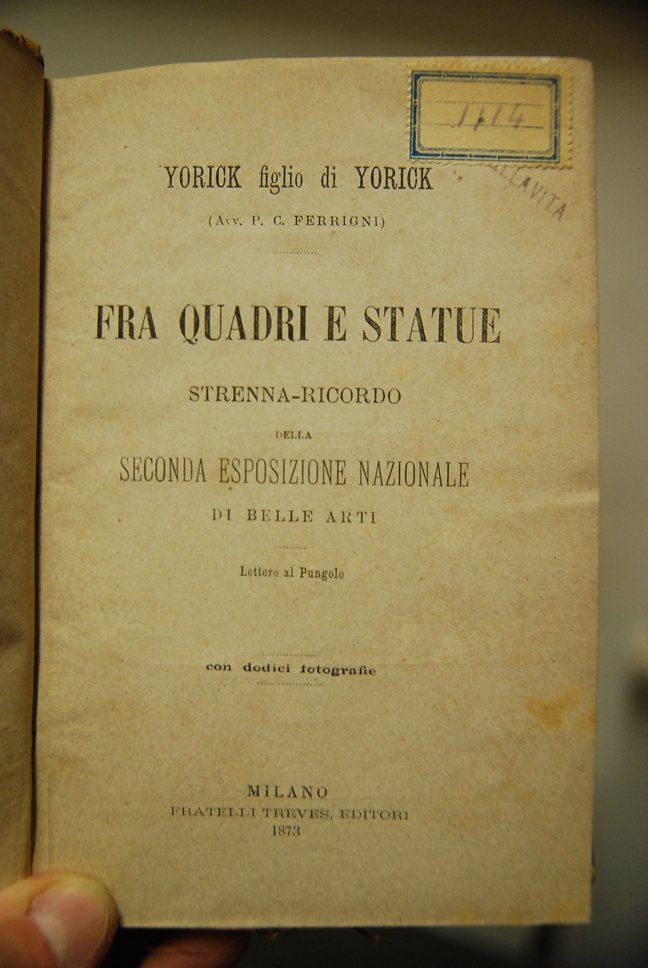 YORICK figlio di YORICK
(Avv. P. C. FERRIGNI)
FRA QUADRI E STATUE
STRENNA-RICORDO
DELLA
SECONDA ESPOSIZIONE NAZIONALE
DI BELLE ARTI
Lettere al Pungolo
con dodici fotografie
MILANO
FRATELLI TREVES, EDITORI
1873